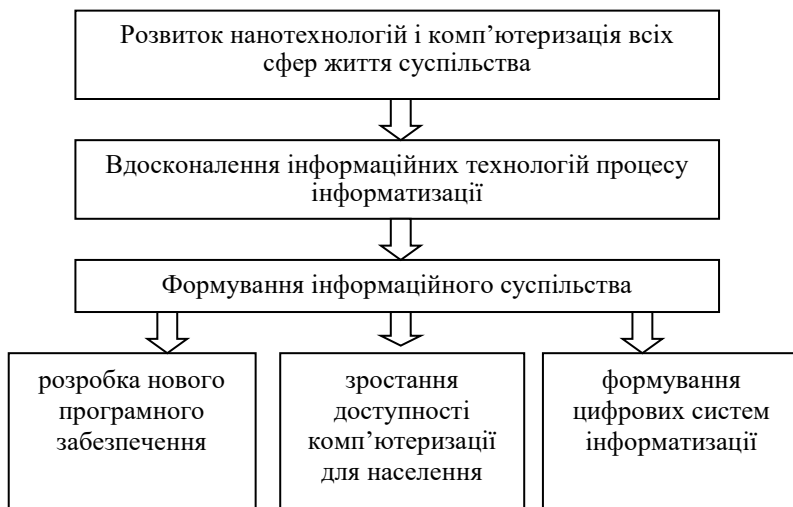 Розвиток нанотехнологій і комп’ютеризація всіх
сфер життя суспільства
Вдосконалення інформаційних технологій процесу
інформатизації
Формування інформаційного суспільства
розробка нового
програмного
забезпечення
зростання
доступності
комп’ютеризації
для населення
формування
цифрових систем
інформатизації